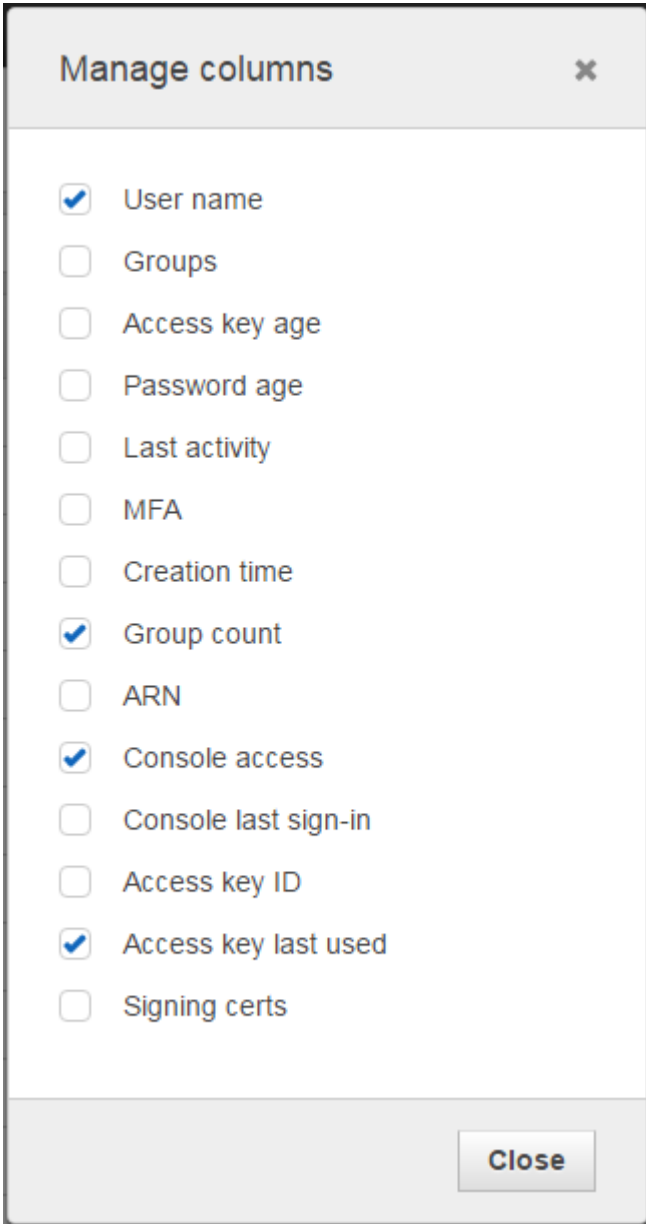 Manage columns
User name
Groups
Access key age
Password age
Last activity
MFA
Creation time
Group count
ARN
Console access
Console last sign-in
Access key ID
Access key last used
Signing certs
Close